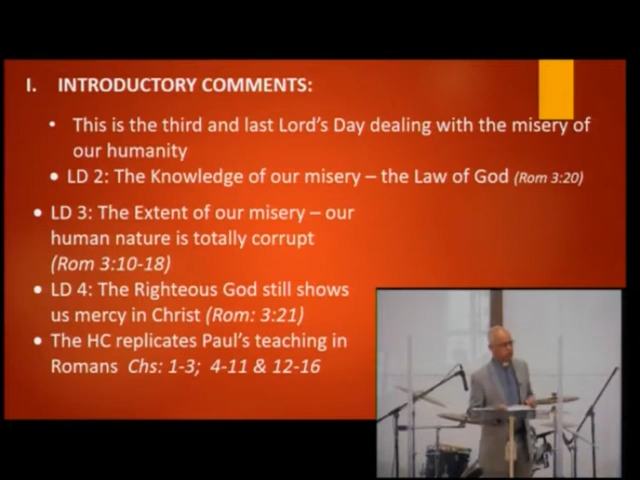 I. INTRODUCTORY COMMENTS:
• This is the third and last Lord's Day dealing with the misery of
our humanity
• LD 2: The Knowledge of our misery – the Law of God (Rom 3:20)
• LD 3: The Extent of our misery – our
human nature is totally corrupt
(Rom 3:10-18)
• LD 4: The Righteous God still shows
us mercy in Christ (Rom: 3:21)
• The HC replicates Paul's teaching in
Romans Chs: 1-3; 4-11 & 12-16